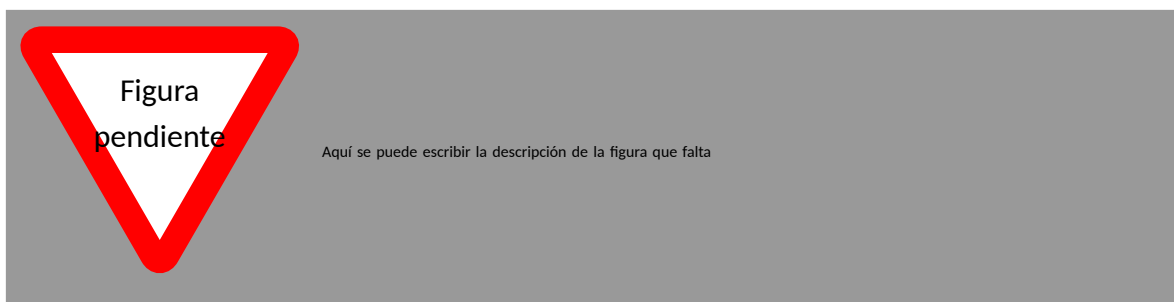 Figura
pendiente
Aquí se puede escribir la descripción de la figura que falta